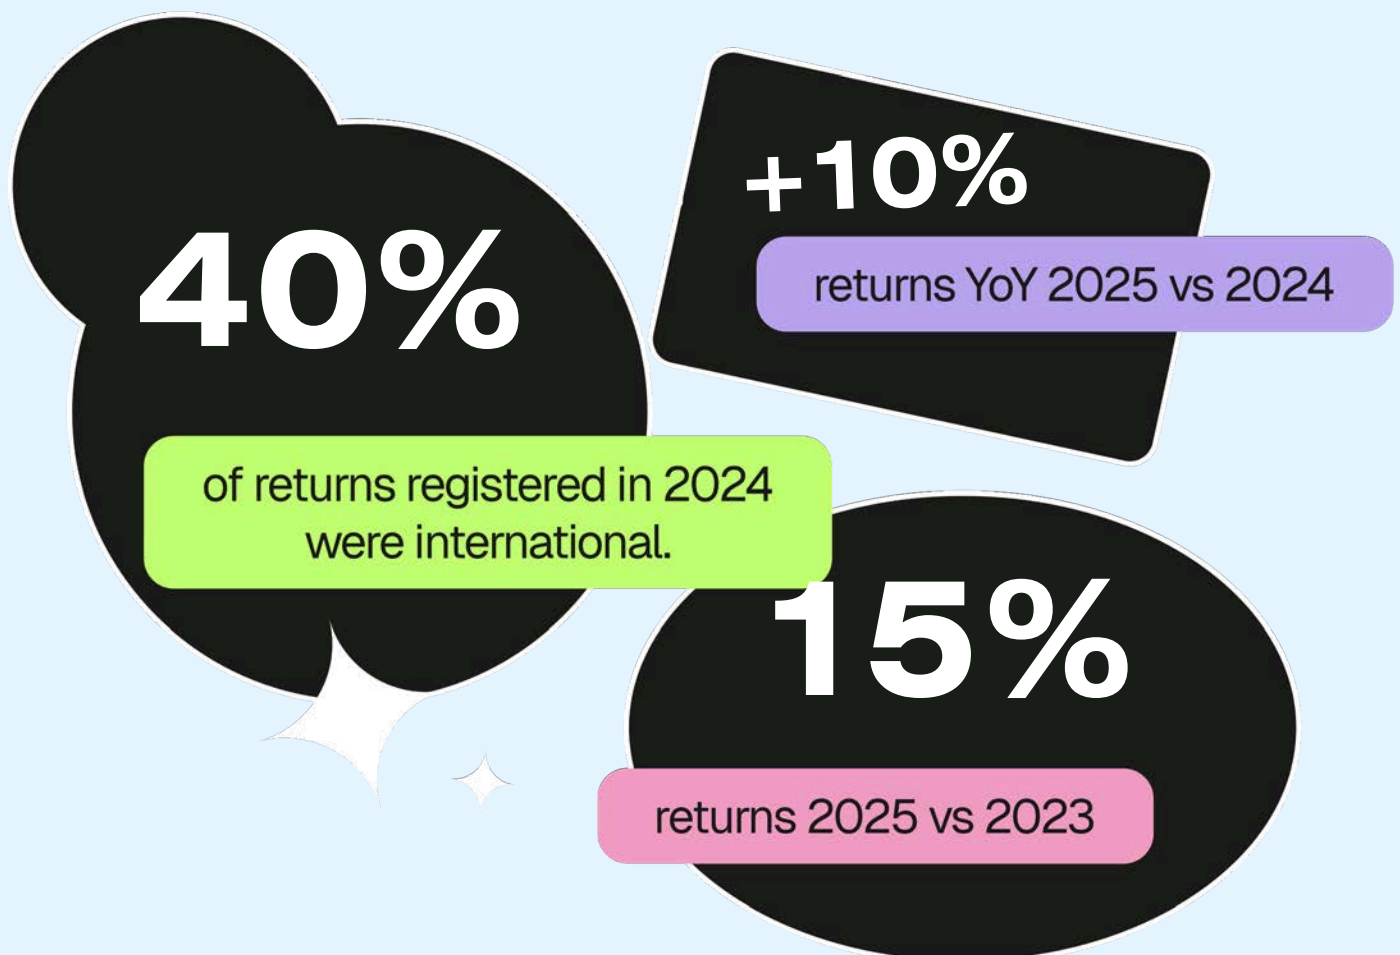 40%
of returns registered in 2024
were international.
+10%
returns YoY 2025 vs 2024
15%
returns 2025 vs 2023